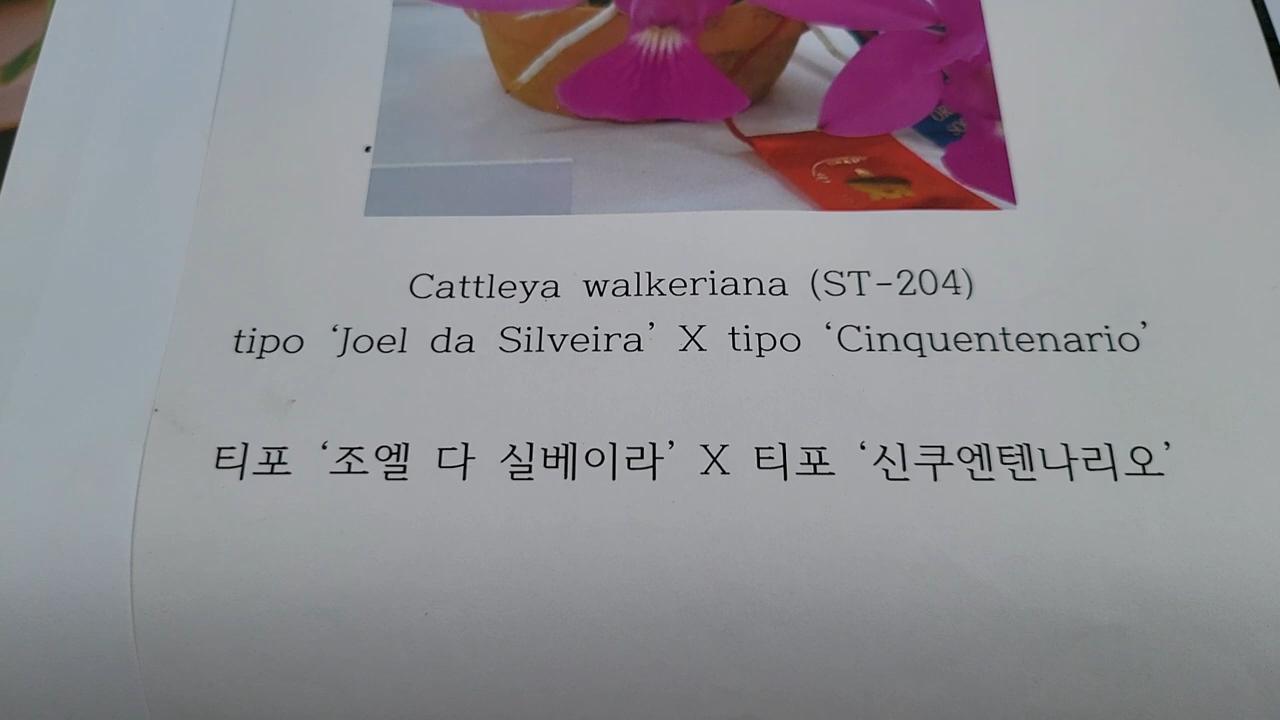 Cattleya walkeriana (ST-204)
tipo ‘Joel da Silveira’ X tipo ‘Cinquentenario’
티포 ‘조엘 다 실베이라’ X 티포 ‘신쿠엔텐나리오’